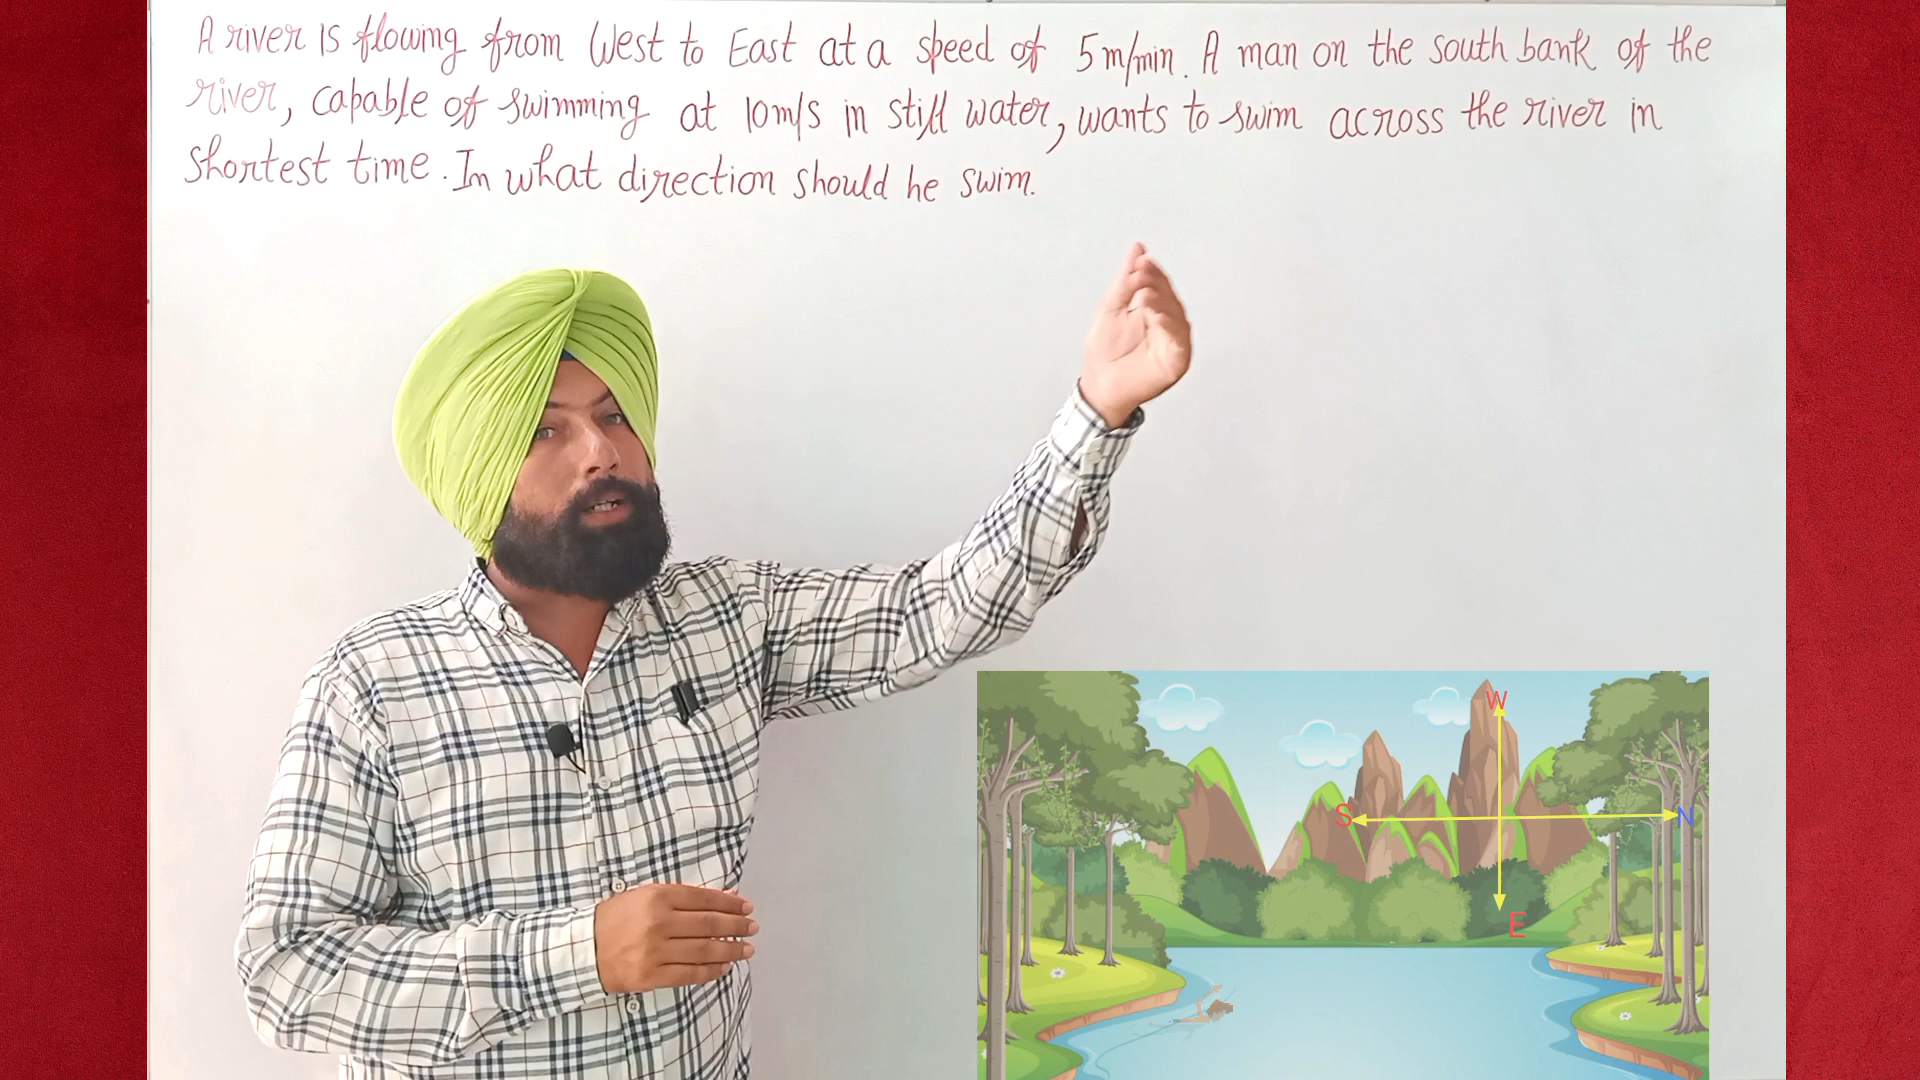 A river is flowing from West to East at a speed of 5m/min. A man on the south bank of the
river, capable of swimming at 10m/s in still water, wants to swim across the river in
shortest time. In what direction should he swim.
W
S
N
E